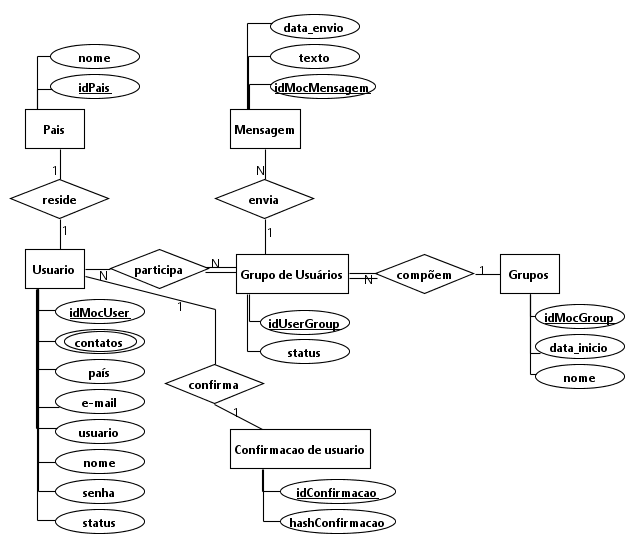 data_envio
nome
texto
idPais
idMocMensagem
Pais
Mensagem
1
N
reside
envia
1
1
Usuario
N
participa
N
Grupo de Usuários
N
compõem
1
Grupos
idMocUser
1
idUserGroup
idMocGroup
contatos
status
data_inicio
país
confirma
nome
e-mail
1
usuario
Confirmacao de usuario
nome
senha
idConfirmacao
status
hashConfirmacao